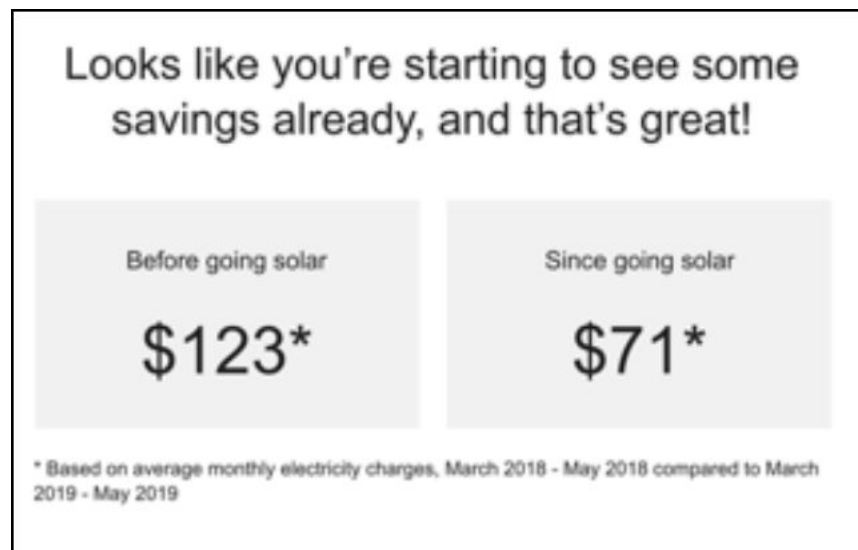 Looks like you’re starting to see some
savings already, and that’s great!
Before going solar
Since going solar
$123*
$71*
* Based on average monthly electricity charges, March 2018 - May 2018 compared to March
2019 - May 2019